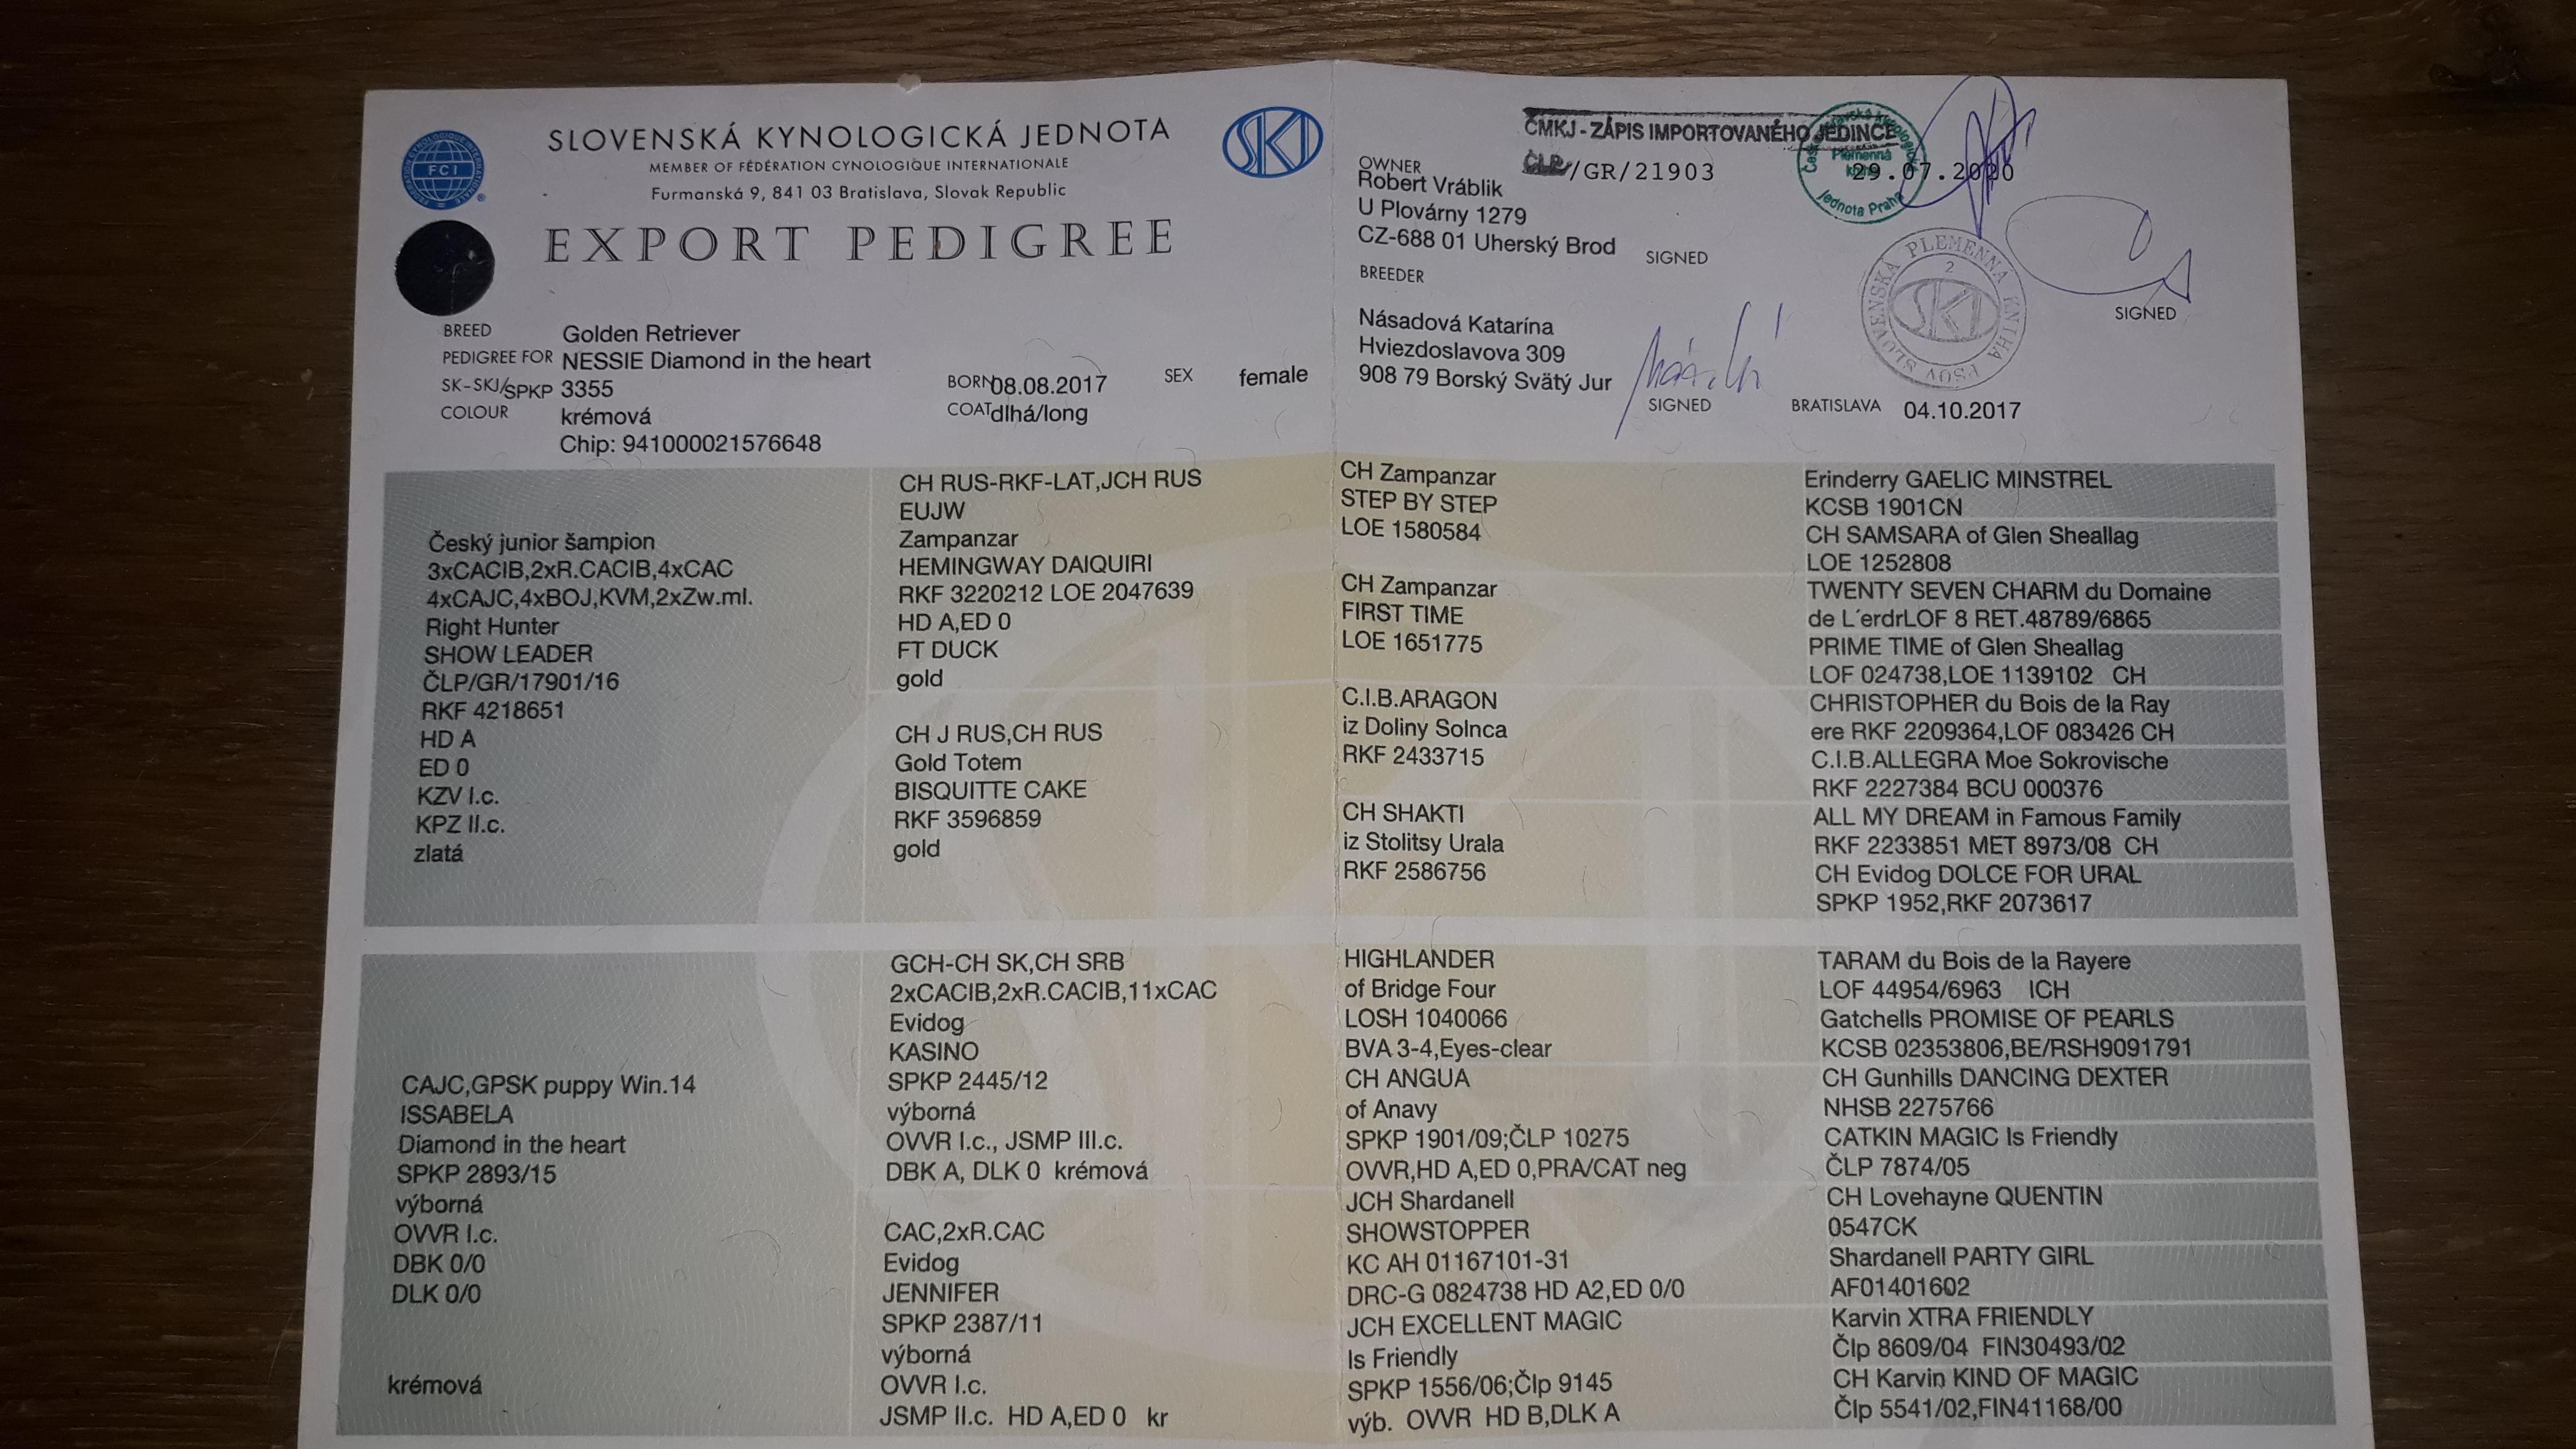 SLOVENSKÁ KYNOLOGICKÁ JEDNOTA
MEMBER OF FÉDÉRATION CYNOLOGIQUE INTERNATIONALE
Furmanská 9, 841 03 Bratislava, Slovak Republic
EXPORT PEDIGREE
FCI
SKJ
BREED Golden Retriever
PEDIGREE FOR NESSIE Diamond in the heart
SK-SKJ/SPKP 3355
COLOUR krémová
Chip: 941000021576648
BORN 08.08.2017
SEX female
COAT dlhá/long
ČMKJ - ZÁPIS IMPORTOVANÉHO JEDINCE
ČLP/GR/21903
29.07.2020
Plemenná
kniha
Jednota Praha
OWNER
Robert Vráblik
U Plovárny 1279
CZ-688 01 Uherský Brod
SIGNED
BREEDER
Násadová Katarína
Hviezdoslavova 309
908 79 Borský Svätý Jur
SIGNED
SLOVENSKÁ PLEMENNÁ KNIHA PSOV
2
SKJ
SIGNED
BRATISLAVA 04.10.2017
Český junior šampion
3xCACIB,2xR.CACIB,4xCAC
4xCAJC,4xBOJ,KVM,2xZw.ml.
Right Hunter
SHOW LEADER
ČLP/GR/17901/16
RKF 4218651
HD A
ED 0
KZV I.c.
KPZ II.c.
zlatá
CH RUS-RKF-LAT,JCH RUS
EUJW
Zampanzar
HEMINGWAY DAIQUIRI
RKF 3220212 LOE 2047639
HD A,ED 0
FT DUCK
gold
CH J RUS,CH RUS
Gold Totem
BISQUITTE CAKE
RKF 3596859
gold
CH Zampanzar
STEP BY STEP
LOE 1580584
CH Zampanzar
FIRST TIME
LOE 1651775
C.I.B.ARAGON
iz Doliny Solnca
RKF 2433715
CH SHAKTI
iz Stolitsy Urala
RKF 2586756
Erinderry GAELIC MINSTREL
KCSB 1901CN
CH SAMSARA of Glen Sheallag
LOE 1252808
TWENTY SEVEN CHARM du Domaine
de L´erdrLOF 8 RET.48789/6865
PRIME TIME of Glen Sheallag
LOF 024738,LOE 1139102 CH
CHRISTOPHER du Bois de la Ray
ere RKF 2209364,LOF 083426 CH
C.I.B.ALLEGRA Moe Sokrovische
RKF 2227384 BCU 000376
ALL MY DREAM in Famous Family
RKF 2233851 MET 8973/08 CH
CH Evidog DOLCE FOR URAL
SPKP 1952,RKF 2073617
CAJC,GPSK puppy Win.14
ISSABELA
Diamond in the heart
SPKP 2893/15
výborná
OVVR I.c.
DBK 0/0
DLK 0/0
krémová
GCH-CH SK,CH SRB
2xCACIB,2xR.CACIB,11xCAC
Evidog
KASINO
SPKP 2445/12
výborná
OVVR I.c., JSMP III.c.
DBK A, DLK 0 krémová
CAC,2xR.CAC
Evidog
JENNIFER
SPKP 2387/11
výborná
OVVR I.c.
JSMP II.c. HD A,ED 0 kr
HIGHLANDER
of Bridge Four
LOSH 1040066
BVA 3-4,Eyes-clear
CH ANGUA
of Anavy
SPKP 1901/09;ČLP 10275
OVVR,HD A,ED 0,PRA/CAT neg
JCH Shardanell
SHOWSTOPPER
KC AH 01167101-31
DRC-G 0824738 HD A2,ED 0/0
JCH EXCELLENT MAGIC
Is Friendly
SPKP 1556/06;Člp 9145
výb. OVVR HD B,DLK A
TARAM du Bois de la Rayere
LOF 44954/6963 ICH
Gatchells PROMISE OF PEARLS
KCSB 02353806,BE/RSH9091791
CH Gunhills DANCING DEXTER
NHSB 2275766
CATKIN MAGIC Is Friendly
ČLP 7874/05
CH Lovehayne QUENTIN
0547CK
Shardanell PARTY GIRL
AF01401602
Karvin XTRA FRIENDLY
Člp 8609/04 FIN30493/02
CH Karvin KIND OF MAGIC
Člp 5541/02,FIN41168/00